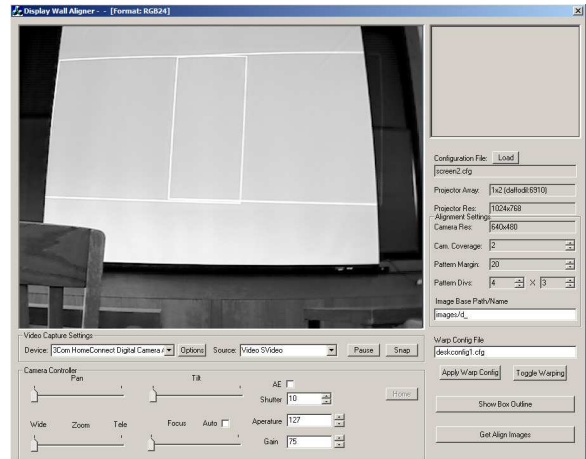 Display Wall Aligner - - [Format: RGB24]
Configuration File: Load
screen2.cfg
Projector Array: 1x2 (daffodil:6910)
Projector Res: 1024x768
Alignment Settings
Camera Res: 640x480
Cam. Coverage: 2
Pattern Margin: 20
Pattern Divs: 4 X 3
Image Base Path/Name
images/d_
Warp Config File
deskconfig1.cfg
Apply Warp Config Toggle Warping
Show Box Outline
Get Align Images
Video Capture Settings
Device: 3Com HomeConnect Digital Camera Options Source: Video SVideo Pause Snap
Camera Controller
Pan Tilt AE
Shutter 10 Home
Wide Zoom Tele Focus Auto Aperature 127
Gain 75